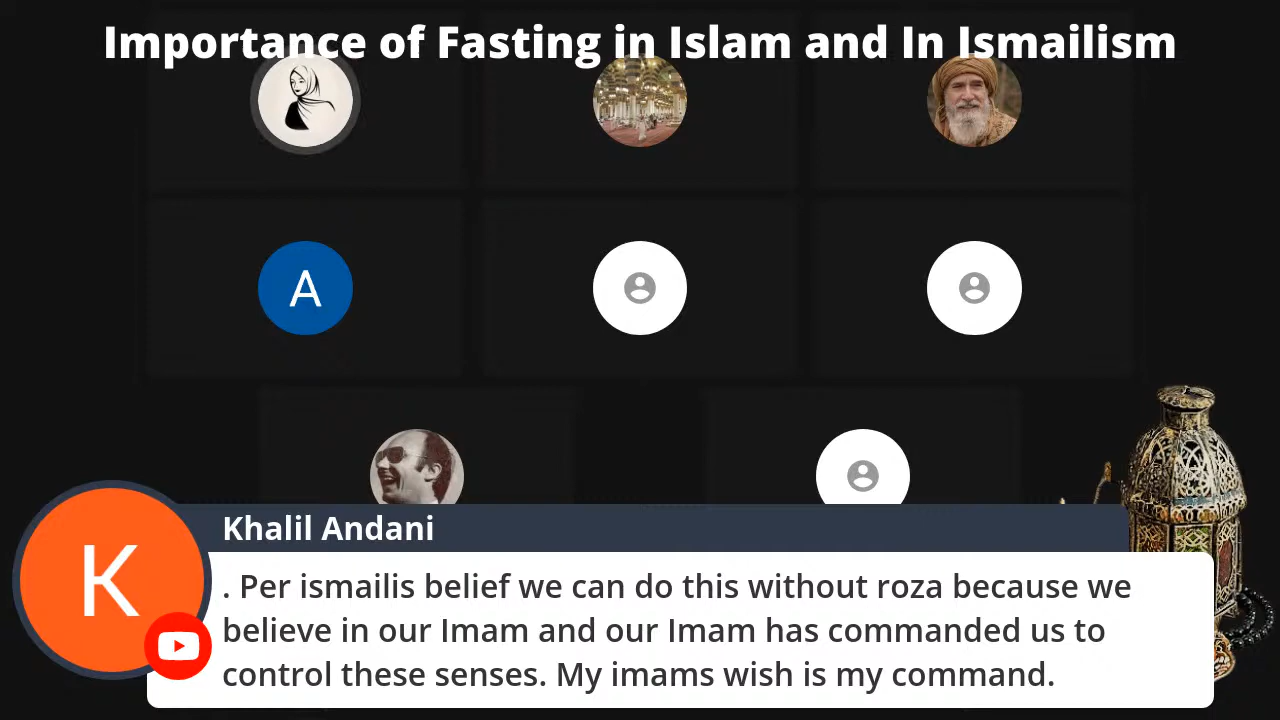 Importance of Fasting in Islam and In Ismailism
A
K
Khalil Andani
. Per ismailis belief we can do this without roza because we
believe in our Imam and our Imam has commanded us to
control these senses. My imams wish is my command.